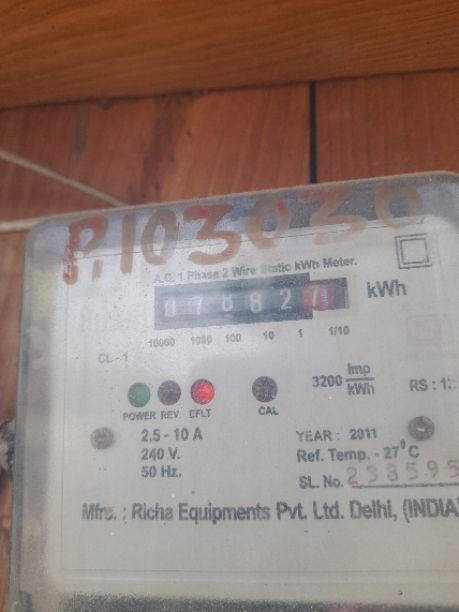 P.103030
A.C. 1 Phase 2 Wire Static kWh Meter.
078827 kWh
10000 1000 100 10 1 1/10
CL-1
3200 Imp/kWh
POWER REV. EFLT CAL
2.5 - 10 A
240 V.
50 Hz.
YEAR : 2011
Ref. Temp. - 27°C
SL. No. 238595
Mfrs. : Richa Equipments Pvt. Ltd. Delhi, (INDIA)